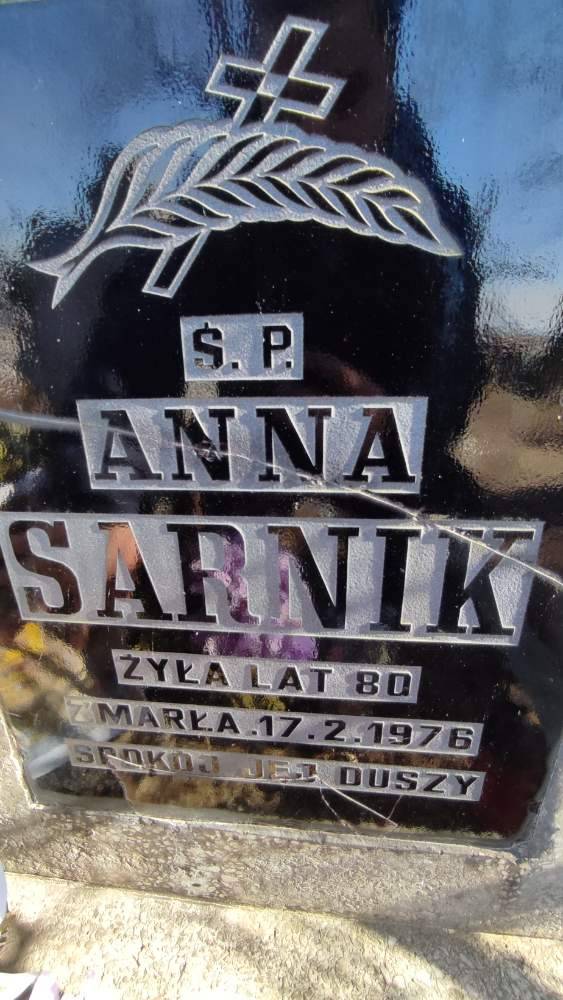 Ś. P.
ANNA
SARNIK
ŻYŁA LAT 80
ZMARŁA.17.2.1976
SPOKÓJ JEJ DUSZY